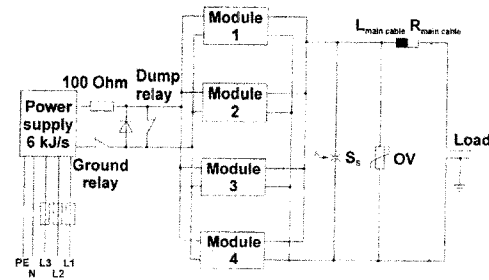 Module
1
L main cable R main cable
100 Ohm
Dump
relay
Module
2
Power
supply
6 kJ/s
Ground
relay
Module
3
S_s
OV
Load
Module
4
PE
N
L3
L2
L1